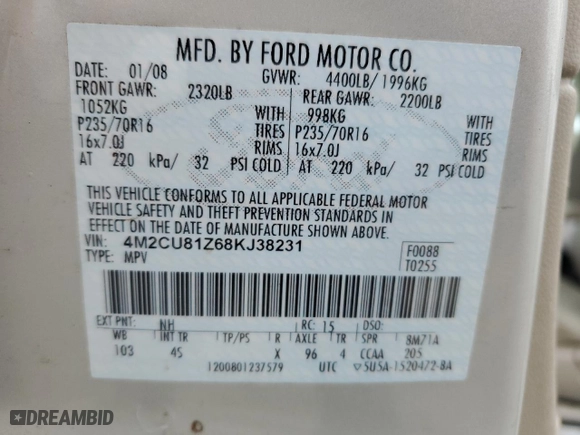 MFD. BY FORD MOTOR CO.
DATE: 01/08 GVWR: 4400LB/ 1996KG
FRONT GAWR: 2320LB REAR GAWR: 2200LB
1052KG WITH 998KG WITH
P235/70R16 TIRES P235/70R16 TIRES
16x7.0J RIMS 16x7.0J RIMS
AT 220 kPa/ 32 PSI COLD AT 220 kPa/ 32 PSI COLD
THIS VEHICLE CONFORMS TO ALL APPLICABLE FEDERAL MOTOR
VEHICLE SAFETY AND THEFT PREVENTION STANDARDS IN
EFFECT ON THE DATE OF MANUFACTURE SHOWN ABOVE.
VIN: 4M2CU81Z68KJ38231 F0088
TYPE: MPV T0255
EXT PNT: NH RC: 15 DSO:
WB INT TR TP/PS R AXLE TR SPR 8M71A
103 4S X 96 4 CCAA 205
1200801237579 UTC 5U5A-1520472-BA
DREAMBID